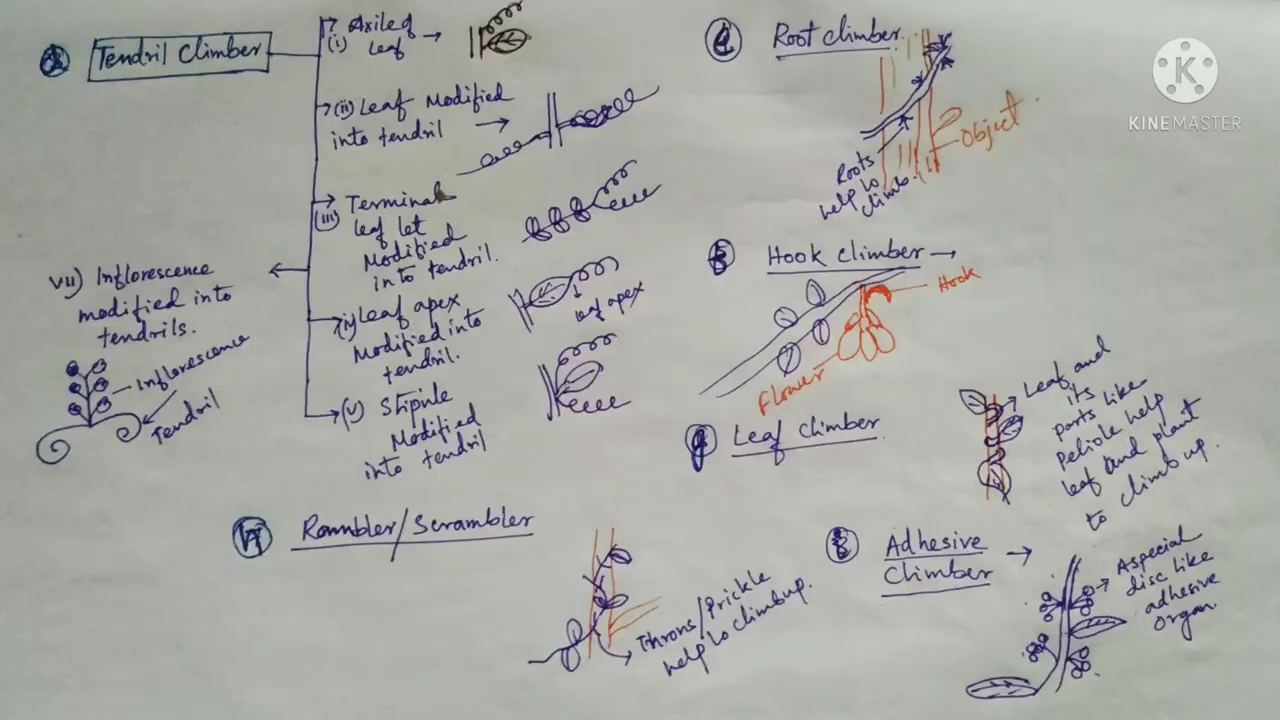 Tendril Climber
(i) Axiled
leaf
(ii) Leaf Modified
into tendril
(iii) Terminal
leaf let
Modified
into tendril.
Leaf apex
Modified into
tendril.
leaf apex
(v) Stipule
Modified
into tendril
VII) Inflorescence
modified into
tendrils.
Inflorescence
Tendril
Root climber
Object
Roots
help to
climb.
Hook climber
Hook
Flower
Leaf climber
Leaf and
its
parts like
Petiole help
leaf and plant
to climb up.
Rambler/Scrambler
Throns/Prickle
help to climb up.
Adhesive
Climber
A special
disc like
adhesive
organ.
K
KINEMASTER